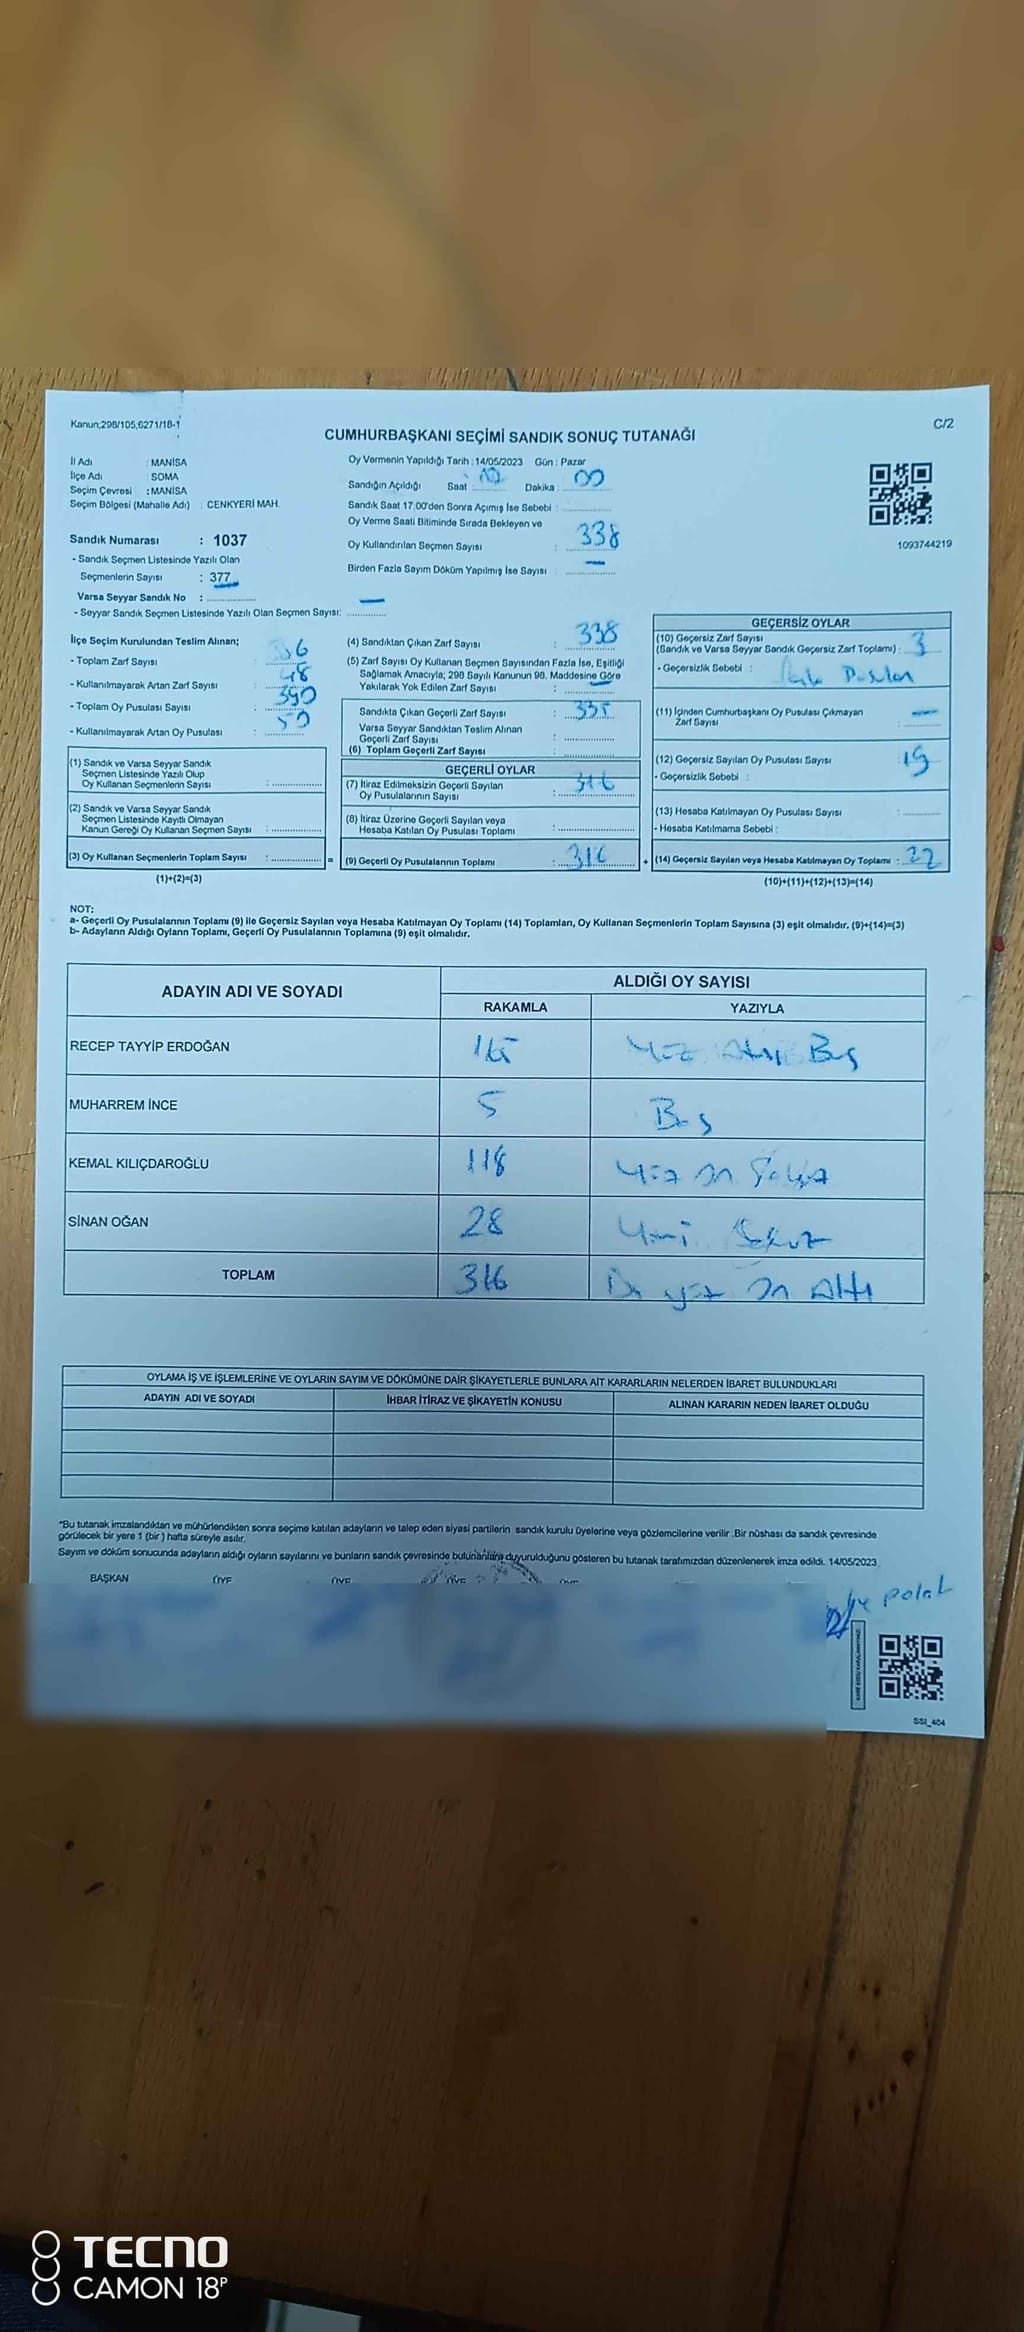 Kanun;298/105,6271/18-1
C/2
CUMHURBAŞKANI SEÇİMİ SANDIK SONUÇ TUTANAĞI
İl Adı : MANİSA
İlçe Adı : SOMA
Seçim Çevresi : MANİSA
Seçim Bölgesi (Mahalle Adı) : CENKYERİ MAH.
Sandık Numarası : 1037
- Sandık Seçmen Listesinde Yazılı Olan
Seçmenlerin Sayısı : 377
Varsa Seyyar Sandık No :
- Seyyar Sandık Seçmen Listesinde Yazılı Olan Seçmen Sayısı: —
Oy Vermenin Yapıldığı Tarih : 14/05/2023 Gün : Pazar
Sandığın Açıldığı Saat Dakika 00
Sandık Saat 17:00'den Sonra Açımış İse Sebebi :
Oy Verme Saati Bitiminde Sırada Bekleyen ve
Oy Kullandırılan Seçmen Sayısı : 338
Birden Fazla Sayım Döküm Yapılmış İse Sayısı : —
1093744219
İlçe Seçim Kurulundan Teslim Alınan;
- Toplam Zarf Sayısı :
- Kullanılmayarak Artan Zarf Sayısı : 48
- Toplam Oy Pusulası Sayısı : 390
- Kullanılmayarak Artan Oy Pusulası : 50
(1) Sandık ve Varsa Seyyar Sandık
Seçmen Listesinde Yazılı Olup
Oy Kullanan Seçmenlerin Sayısı :
(2) Sandık ve Varsa Seyyar Sandık
Seçmen Listesinde Kayıtlı Olmayan
Kanun Gereği Oy Kullanan Seçmen Sayısı :
(3) Oy Kullanan Seçmenlerin Toplam Sayısı : =
(1)+(2)=(3)
(4) Sandıktan Çıkan Zarf Sayısı : 338
(5) Zarf Sayısı Oy Kullanan Seçmen Sayısından Fazla İse, Eşitliği
Sağlamak Amacıyla; 298 Sayılı Kanunun 98. Maddesine Göre
Yakılarak Yok Edilen Zarf Sayısı : —
Sandıkta Çıkan Geçerli Zarf Sayısı : 335
Varsa Seyyar Sandıktan Teslim Alınan
Geçerli Zarf Sayısı :
(6) Toplam Geçerli Zarf Sayısı :
GEÇERLİ OYLAR
(7) İtiraz Edilmeksizin Geçerli Sayılan
Oy Pusulalarının Sayısı : 316
(8) İtiraz Üzerine Geçerli Sayılan veya
Hesaba Katılan Oy Pusulası Toplamı :
(9) Geçerli Oy Pusulalarının Toplamı : 316 +
GEÇERSİZ OYLAR
(10) Geçersiz Zarf Sayısı
(Sandık ve Varsa Seyyar Sandık Geçersiz Zarf Toplamı) : 3
- Geçersizlik Sebebi :
(11) İçinden Cumhurbaşkanı Oy Pusulası Çıkmayan
Zarf Sayısı : —
(12) Geçersiz Sayılan Oy Pusulası Sayısı : 19
- Geçersizlik Sebebi :
(13) Hesaba Katılmayan Oy Pusulası Sayısı :
- Hesaba Katılmama Sebebi :
(14) Geçersiz Sayılan veya Hesaba Katılmayan Oy Toplamı : 22
(10)+(11)+(12)+(13)=(14)
NOT:
a- Geçerli Oy Pusulalarının Toplamı (9) ile Geçersiz Sayılan veya Hesaba Katılmayan Oy Toplamı (14) Toplamları, Oy Kullanan Seçmenlerin Toplam Sayısına (3) eşit olmalıdır. (9)+(14)=(3)
b- Adayların Aldığı Oyların Toplamı, Geçerli Oy Pusulalarının Toplamına (9) eşit olmalıdır.
ADAYIN ADI VE SOYADI ALDIĞI OY SAYISI
RAKAMLA YAZIYLA
RECEP TAYYİP ERDOĞAN 165 Yüz Altmış Beş
MUHARREM İNCE 5 Beş
KEMAL KILIÇDAROĞLU 118 Yüz on Sekiz
SİNAN OĞAN 28 Yirmi Sekiz
TOPLAM 316 yüz on Altı
OYLAMA İŞ VE İŞLEMLERİNE VE OYLARIN SAYIM VE DÖKÜMÜNE DAİR ŞİKAYETLERLE BUNLARA AİT KARARLARIN NELERDEN İBARET BULUNDUKLARI
ADAYIN ADI VE SOYADI İHBAR İTİRAZ VE ŞİKAYETİN KONUSU ALINAN KARARIN NEDEN İBARET OLDUĞU
*Bu tutanak imzalandıktan ve mühürlendikten sonra seçime katılan adayların ve talep eden siyasi partilerin sandık kurulu üyelerine veya gözlemcilerine verilir .Bir nüshası da sandık çevresinde
görülecek bir yere 1 (bir ) hafta süreyle asılır.
Sayım ve döküm sonucunda adayların aldığı oyların sayılarını ve bunların sandık çevresinde bulunanlara duyurulduğunu gösteren bu tutanak tarafımızdan düzenlenerek imza edildi. 14/05/2023
BAŞKAN ÜYE ÜYE ÜYE ÜYE
polat
SSİ_404
TECNO
CAMON 18P